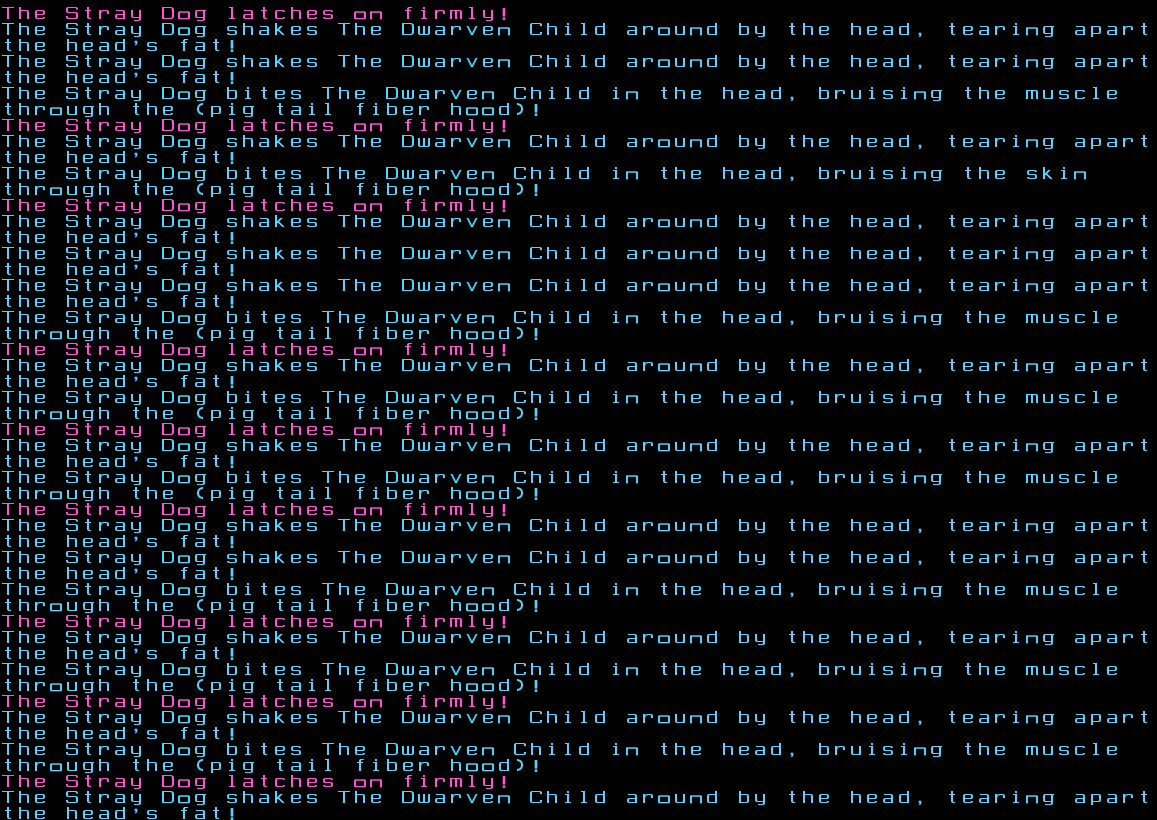 The Stray Dog latches on firmly!
The Stray Dog shakes The Dwarven Child around by the head, tearing apart
the head's fat!
The Stray Dog shakes The Dwarven Child around by the head, tearing apart
the head's fat!
The Stray Dog bites The Dwarven Child in the head, bruising the muscle
through the (pig tail fiber hood)!
The Stray Dog latches on firmly!
The Stray Dog shakes The Dwarven Child around by the head, tearing apart
the head's fat!
The Stray Dog bites The Dwarven Child in the head, bruising the skin
through the (pig tail fiber hood)!
The Stray Dog latches on firmly!
The Stray Dog shakes The Dwarven Child around by the head, tearing apart
the head's fat!
The Stray Dog shakes The Dwarven Child around by the head, tearing apart
the head's fat!
The Stray Dog shakes The Dwarven Child around by the head, tearing apart
the head's fat!
The Stray Dog bites The Dwarven Child in the head, bruising the muscle
through the (pig tail fiber hood)!
The Stray Dog latches on firmly!
The Stray Dog shakes The Dwarven Child around by the head, tearing apart
the head's fat!
The Stray Dog bites The Dwarven Child in the head, bruising the muscle
through the (pig tail fiber hood)!
The Stray Dog latches on firmly!
The Stray Dog shakes The Dwarven Child around by the head, tearing apart
the head's fat!
The Stray Dog bites The Dwarven Child in the head, bruising the muscle
through the (pig tail fiber hood)!
The Stray Dog latches on firmly!
The Stray Dog shakes The Dwarven Child around by the head, tearing apart
the head's fat!
The Stray Dog shakes The Dwarven Child around by the head, tearing apart
the head's fat!
The Stray Dog bites The Dwarven Child in the head, bruising the muscle
through the (pig tail fiber hood)!
The Stray Dog latches on firmly!
The Stray Dog shakes The Dwarven Child around by the head, tearing apart
the head's fat!
The Stray Dog bites The Dwarven Child in the head, bruising the muscle
through the (pig tail fiber hood)!
The Stray Dog latches on firmly!
The Stray Dog shakes The Dwarven Child around by the head, tearing apart
the head's fat!
The Stray Dog bites The Dwarven Child in the head, bruising the muscle
through the (pig tail fiber hood)!
The Stray Dog latches on firmly!
The Stray Dog shakes The Dwarven Child around by the head, tearing apart
the head's fat!